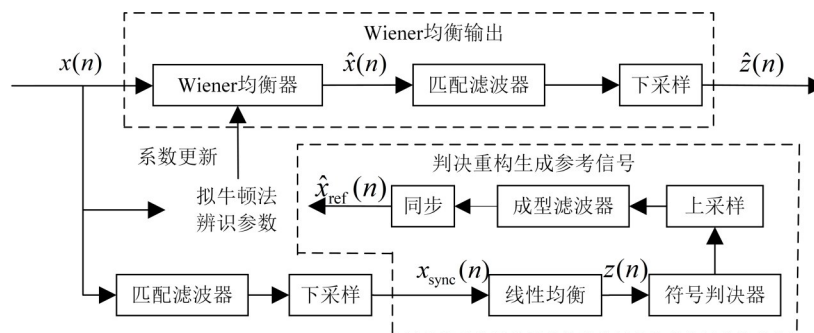 Wiener均衡输出
x(n)
Wiener均衡器
x̂(n)
匹配滤波器
下采样
ẑ(n)
系数更新
判决重构生成参考信号
拟牛顿法
辨识参数
x̂ref(n)
同步
成型滤波器
上采样
匹配滤波器
下采样
xsync(n)
线性均衡
z(n)
符号判决器